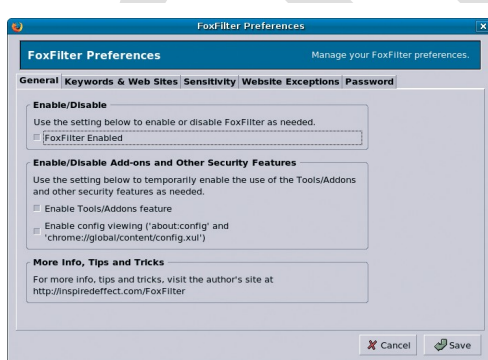 FoxFilter Preferences
FoxFilter Preferences
Manage your FoxFilter preferences.
General Keywords & Web Sites Sensitivity Website Exceptions Password
Enable/Disable
Use the setting below to enable or disable FoxFilter as needed.
FoxFilter Enabled
Enable/Disable Add-ons and Other Security Features
Use the setting below to temporarily enable the use of the Tools/Addons
and other security features as needed.
Enable Tools/Addons feature
Enable config viewing ('about:config' and
'chrome://global/content/config.xul')
More Info, Tips and Tricks
For more info, tips and tricks, visit the author's site at
http://inspiredeffect.com/FoxFilter
Cancel Save